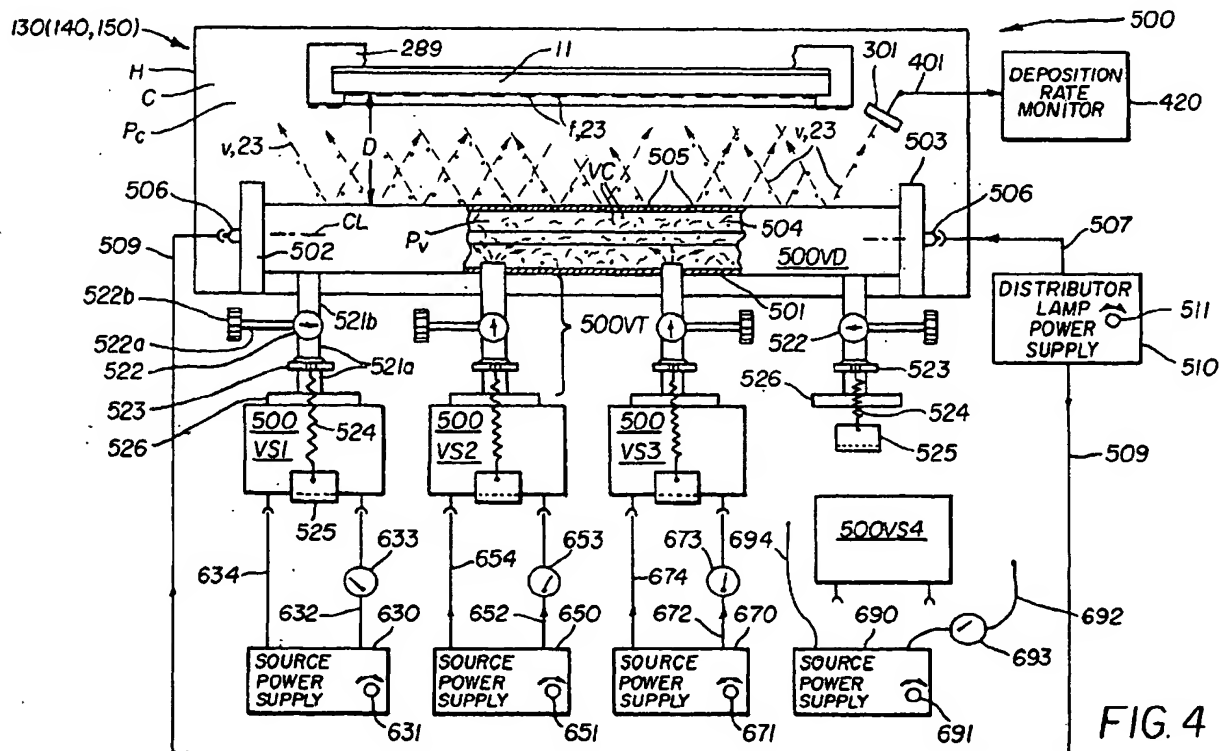 130(140,150)
500
H
289
11
301
401
C
DEPOSITION
RATE
MONITOR
420
Pc
f,23
v,23
D
v,23
503
505
VC
506
506
CL
504
507
509
Pv
502
500VD
501
522b
521b
500VT
522
DISTRIBUTOR
LAMP
POWER
SUPPLY
511
510
522a
522
521a
523
523
526
526
524
500
VS1
524
500
VS2
500
VS3
525
525
509
633
653
673
694
500VS4
634
654
674
692
632
630
652
650
672
670
690
693
SOURCE
POWER
SUPPLY
SOURCE
POWER
SUPPLY
SOURCE
POWER
SUPPLY
SOURCE
POWER
SUPPLY
631
651
671
691
FIG. 4